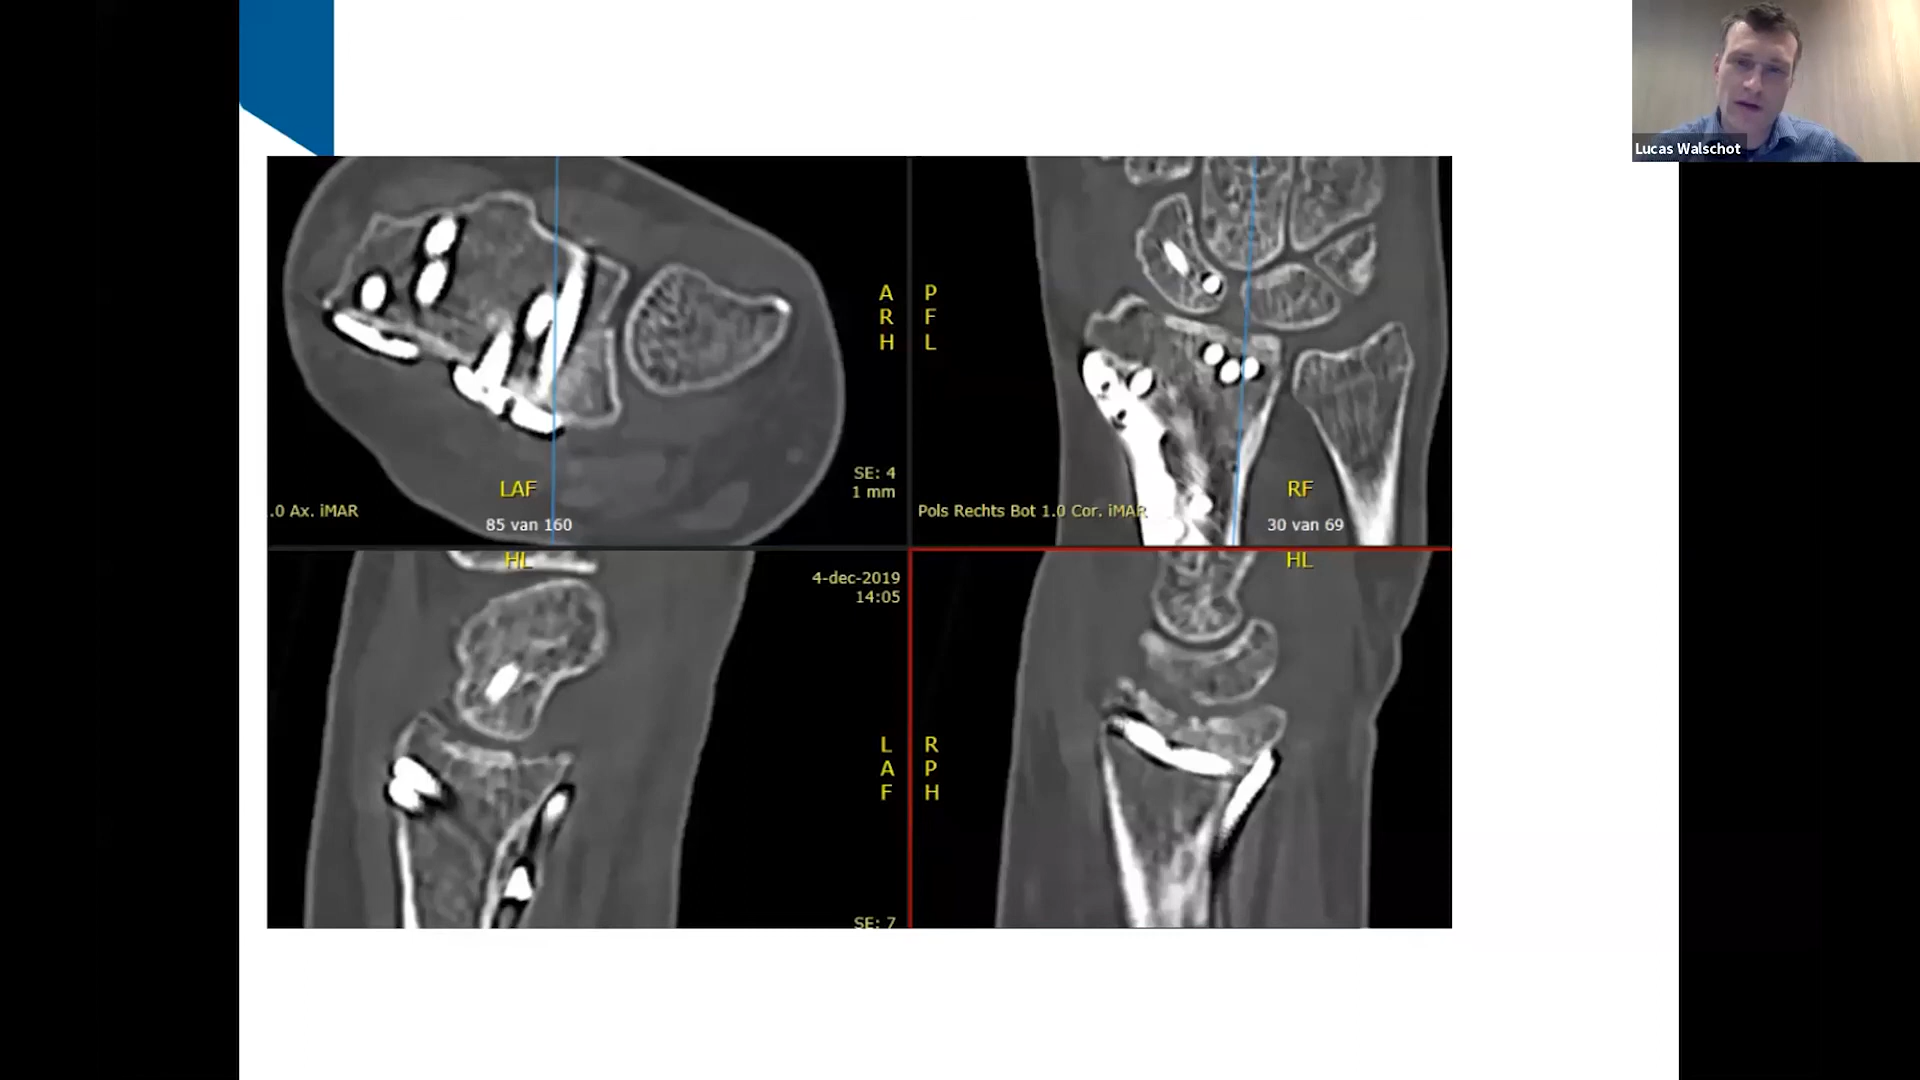 Lucas Walschot
A
R
H
P
F
L
SE: 4
1 mm
LAF
.0 Ax. iMAR
85 van 160
RF
Pols Rechts Bot 1.0 Cor. iMAR
30 van 69
HL
HL
4-dec-2019
14:05
L
A
F
R
P
H
SE: 7